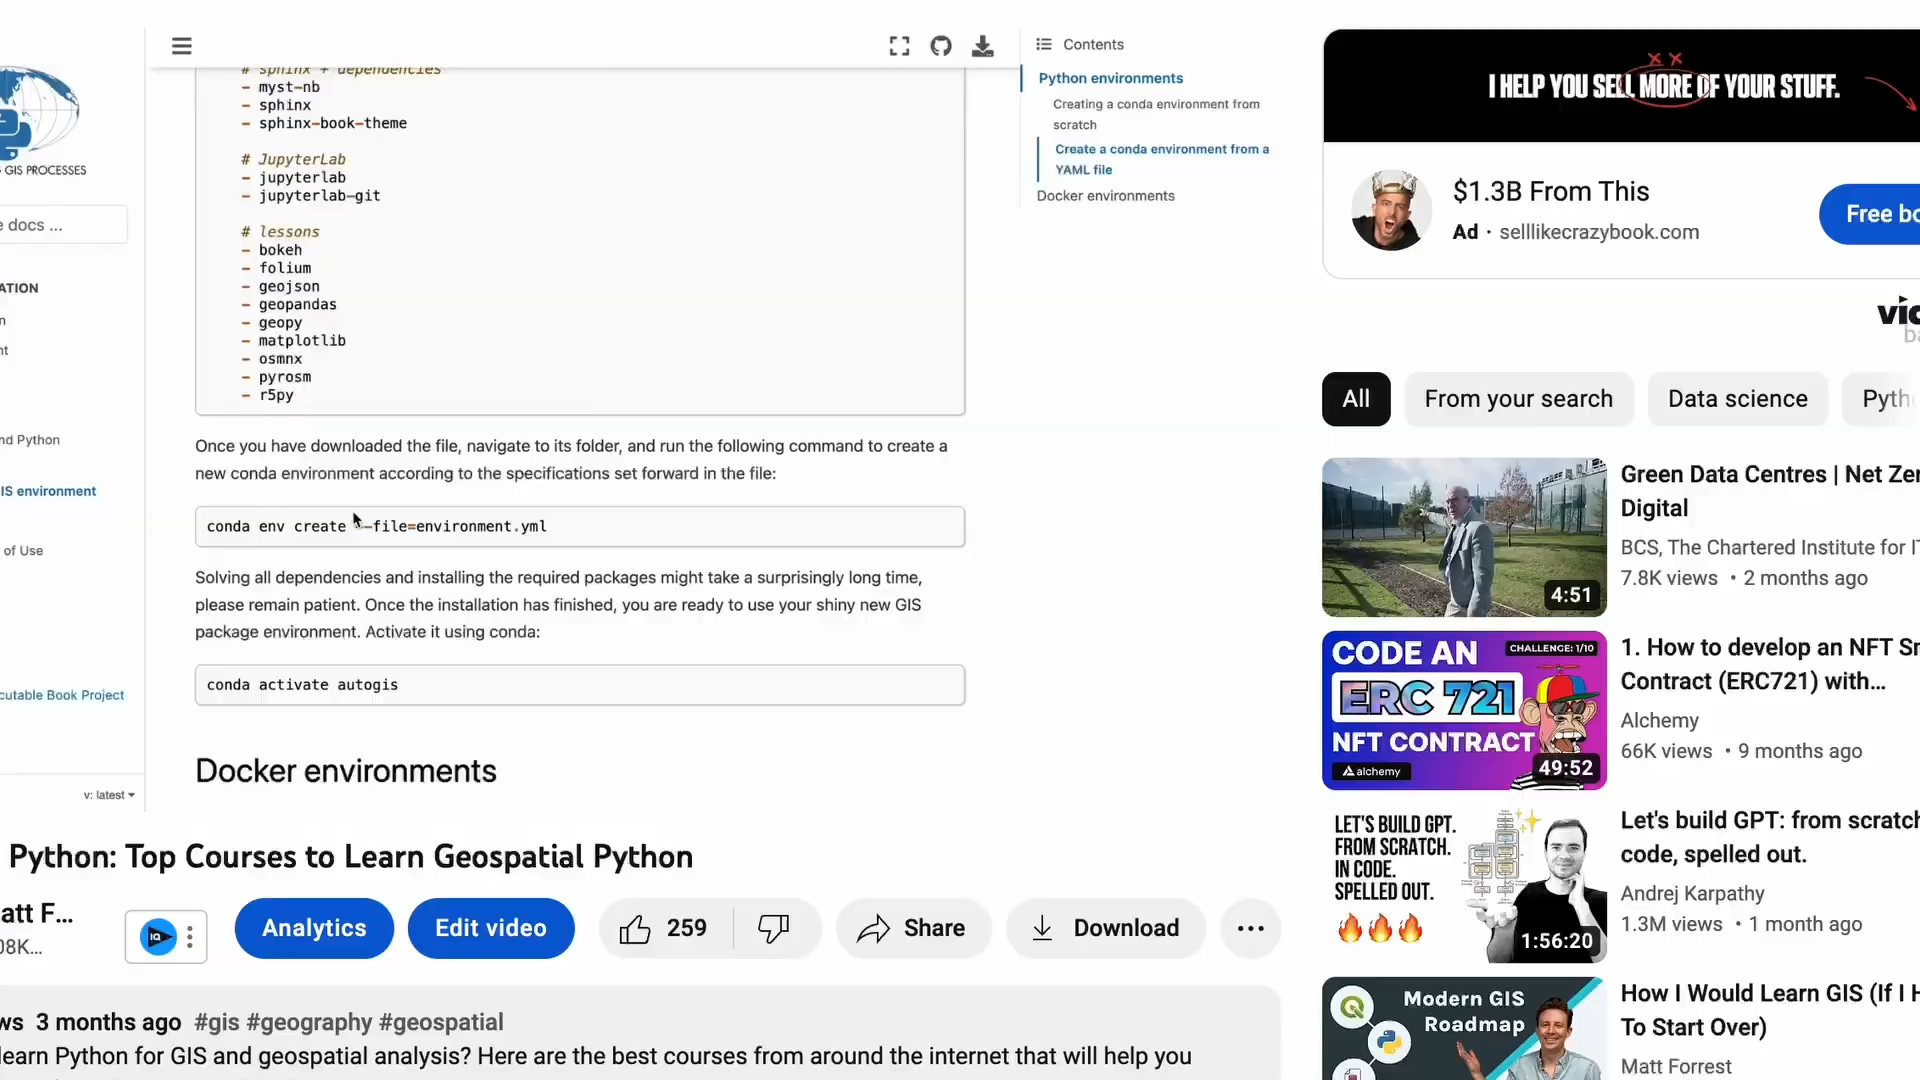 GIS PROCESSES
docs ...
n
nd Python
IS environment
of Use
cutable Book Project
v: latest
# sphinx + dependencies
- myst-nb
- sphinx
- sphinx-book-theme
# JupyterLab
- jupyterlab
- jupyterlab-git
# lessons
- bokeh
- folium
- geojson
- geopandas
- geopy
- matplotlib
- osmnx
- pyrosm
- r5py
Once you have downloaded the file, navigate to its folder, and run the following command to create a
new conda environment according to the specifications set forward in the file:
conda env create --file=environment.yml
Solving all dependencies and installing the required packages might take a surprisingly long time,
please remain patient. Once the installation has finished, you are ready to use your shiny new GIS
package environment. Activate it using conda:
conda activate autogis
Docker environments
Contents
Python environments
Creating a conda environment from
scratch
Create a conda environment from a
YAML file
Docker environments
Python: Top Courses to Learn Geospatial Python
att F...
08K...
IQ
Analytics
Edit video
259
Share
Download
ws 3 months ago #gis #geography #geospatial
learn Python for GIS and geospatial analysis? Here are the best courses from around the internet that will help you
I HELP YOU SELL MORE OF YOUR STUFF.
$1.3B From This
Ad · selllikecrazybook.com
Free bo
vic
ba
All
From your search
Data science
Pyth
4:51
Green Data Centres | Net Zer
Digital
BCS, The Chartered Institute for IT
7.8K views • 2 months ago
CODE AN
CHALLENGE: 1/10
ERC 721
NFT CONTRACT
alchemy
49:52
1. How to develop an NFT Sm
Contract (ERC721) with...
Alchemy
66K views • 9 months ago
LET'S BUILD GPT.
FROM SCRATCH.
IN CODE.
SPELLED OUT.
1:56:20
Let's build GPT: from scratch
code, spelled out.
Andrej Karpathy
1.3M views • 1 month ago
Modern GIS
Roadmap
How I Would Learn GIS (If I H
To Start Over)
Matt Forrest